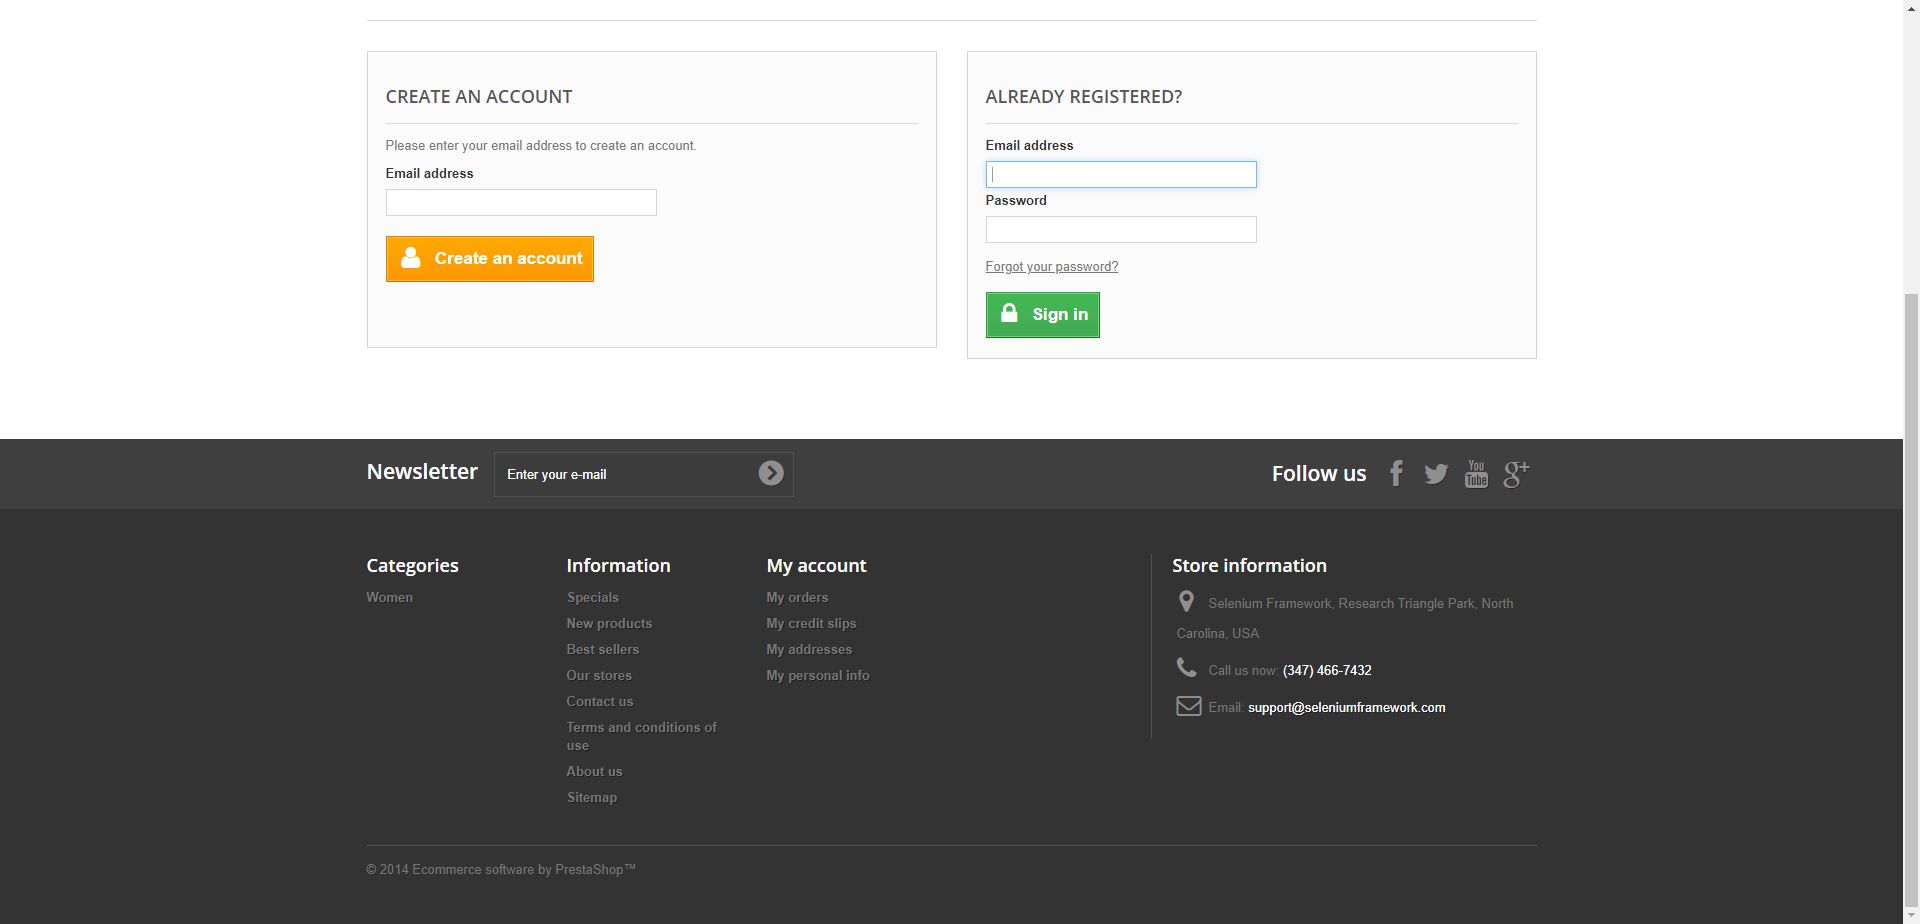 CREATE AN ACCOUNT
Please enter your email address to create an account.
Email address
Create an account
ALREADY REGISTERED?
Email address
Password
Forgot your password?
Sign in
Newsletter
Enter your e-mail
Follow us
You
Tube
g+
Categories
Women
Information
Specials
New products
Best sellers
Our stores
Contact us
Terms and conditions of
use
About us
Sitemap
My account
My orders
My credit slips
My addresses
My personal info
Store information
Selenium Framework, Research Triangle Park, North
Carolina, USA
Call us now: (347) 466-7432
Email: support@seleniumframework.com
© 2014 Ecommerce software by PrestaShop™